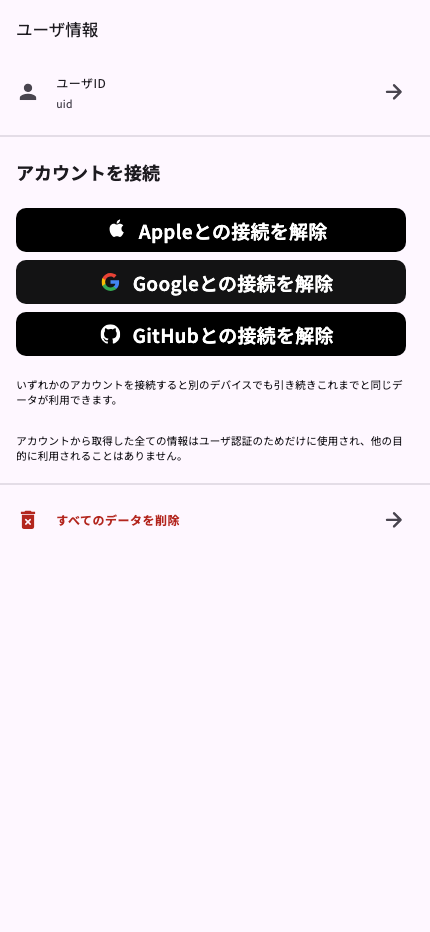 ユーザ情報
ユーザID
uid
アカウントを接続
Appleとの接続を解除
Googleとの接続を解除
GitHubとの接続を解除
いずれかのアカウントを接続すると別のデバイスでも引き続きこれまでと同じデ
ータが利用できます。
アカウントから取得した全ての情報はユーザ認証のためだけに使用され、他の目
的に利用されることはありません。
すべてのデータを削除